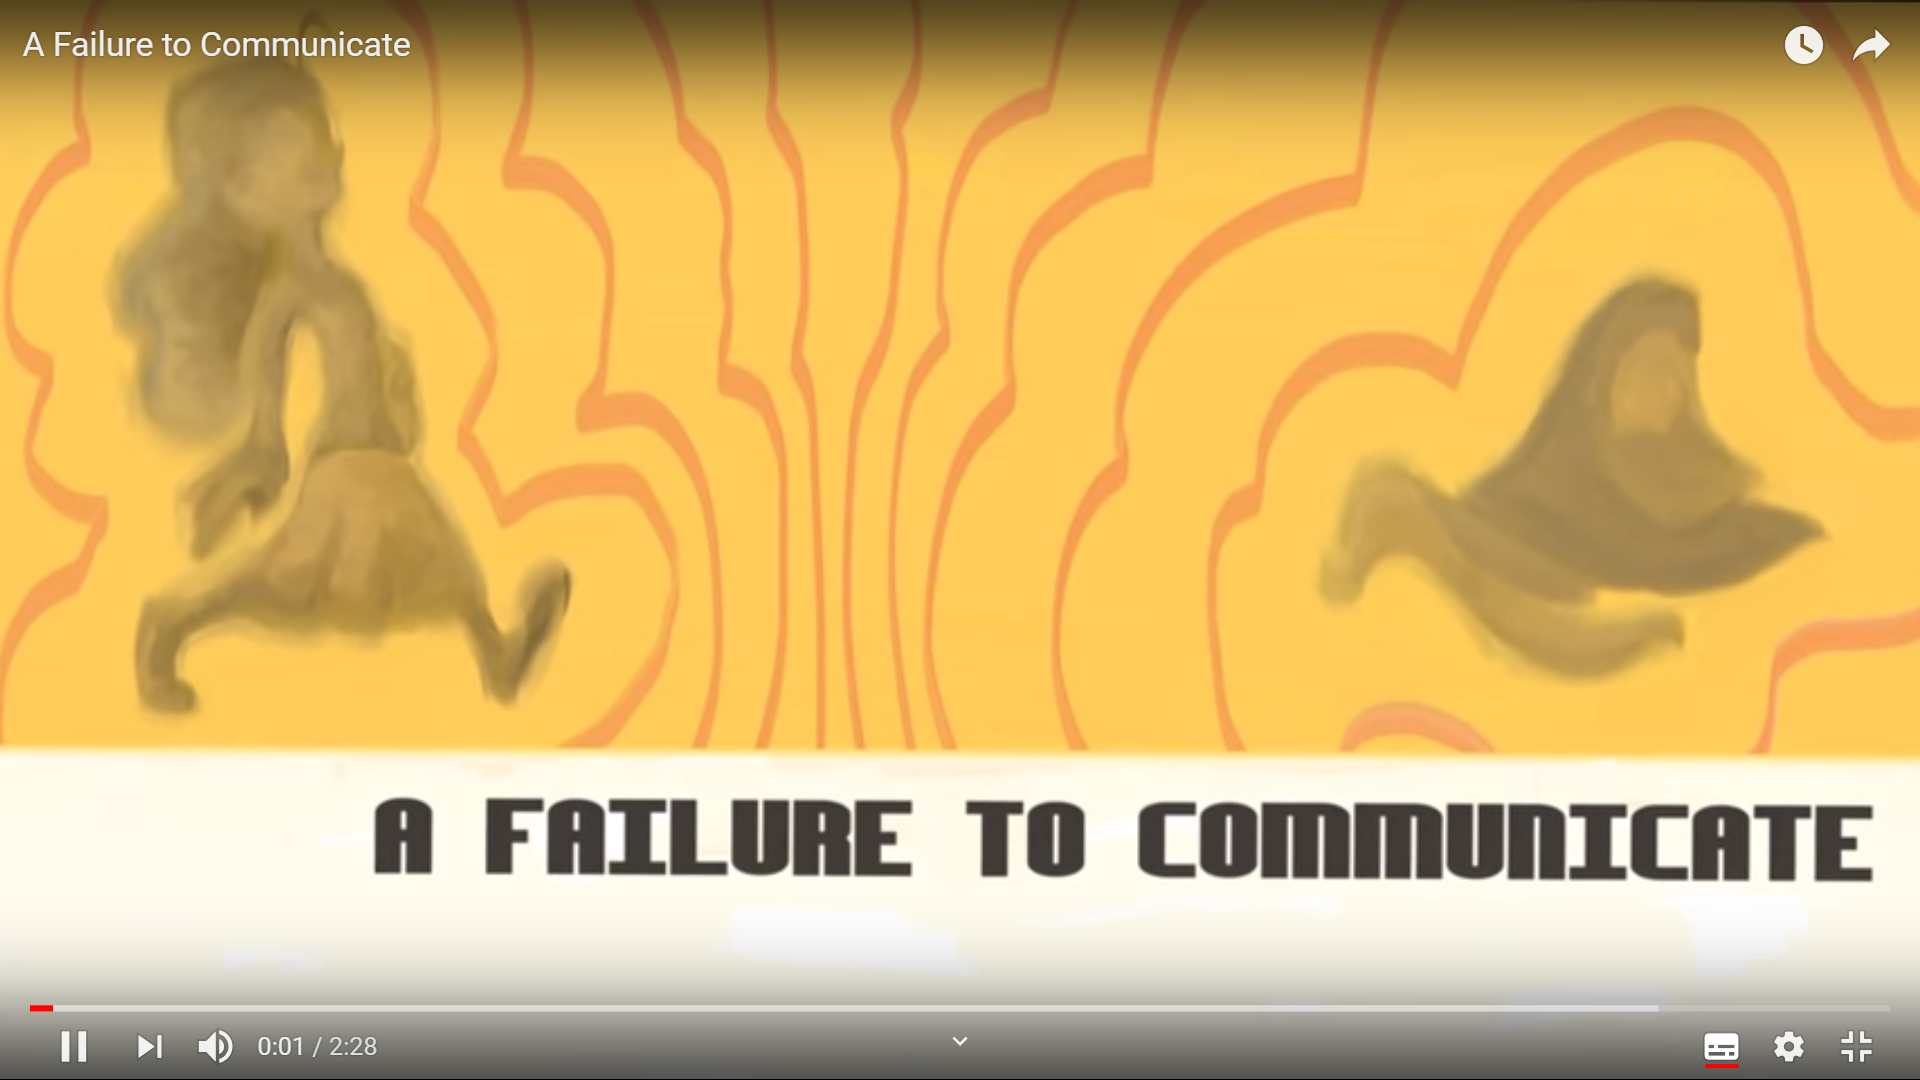 A Failure to Communicate
A FAILURE TO COMMUNICATE
0:01 / 2:28